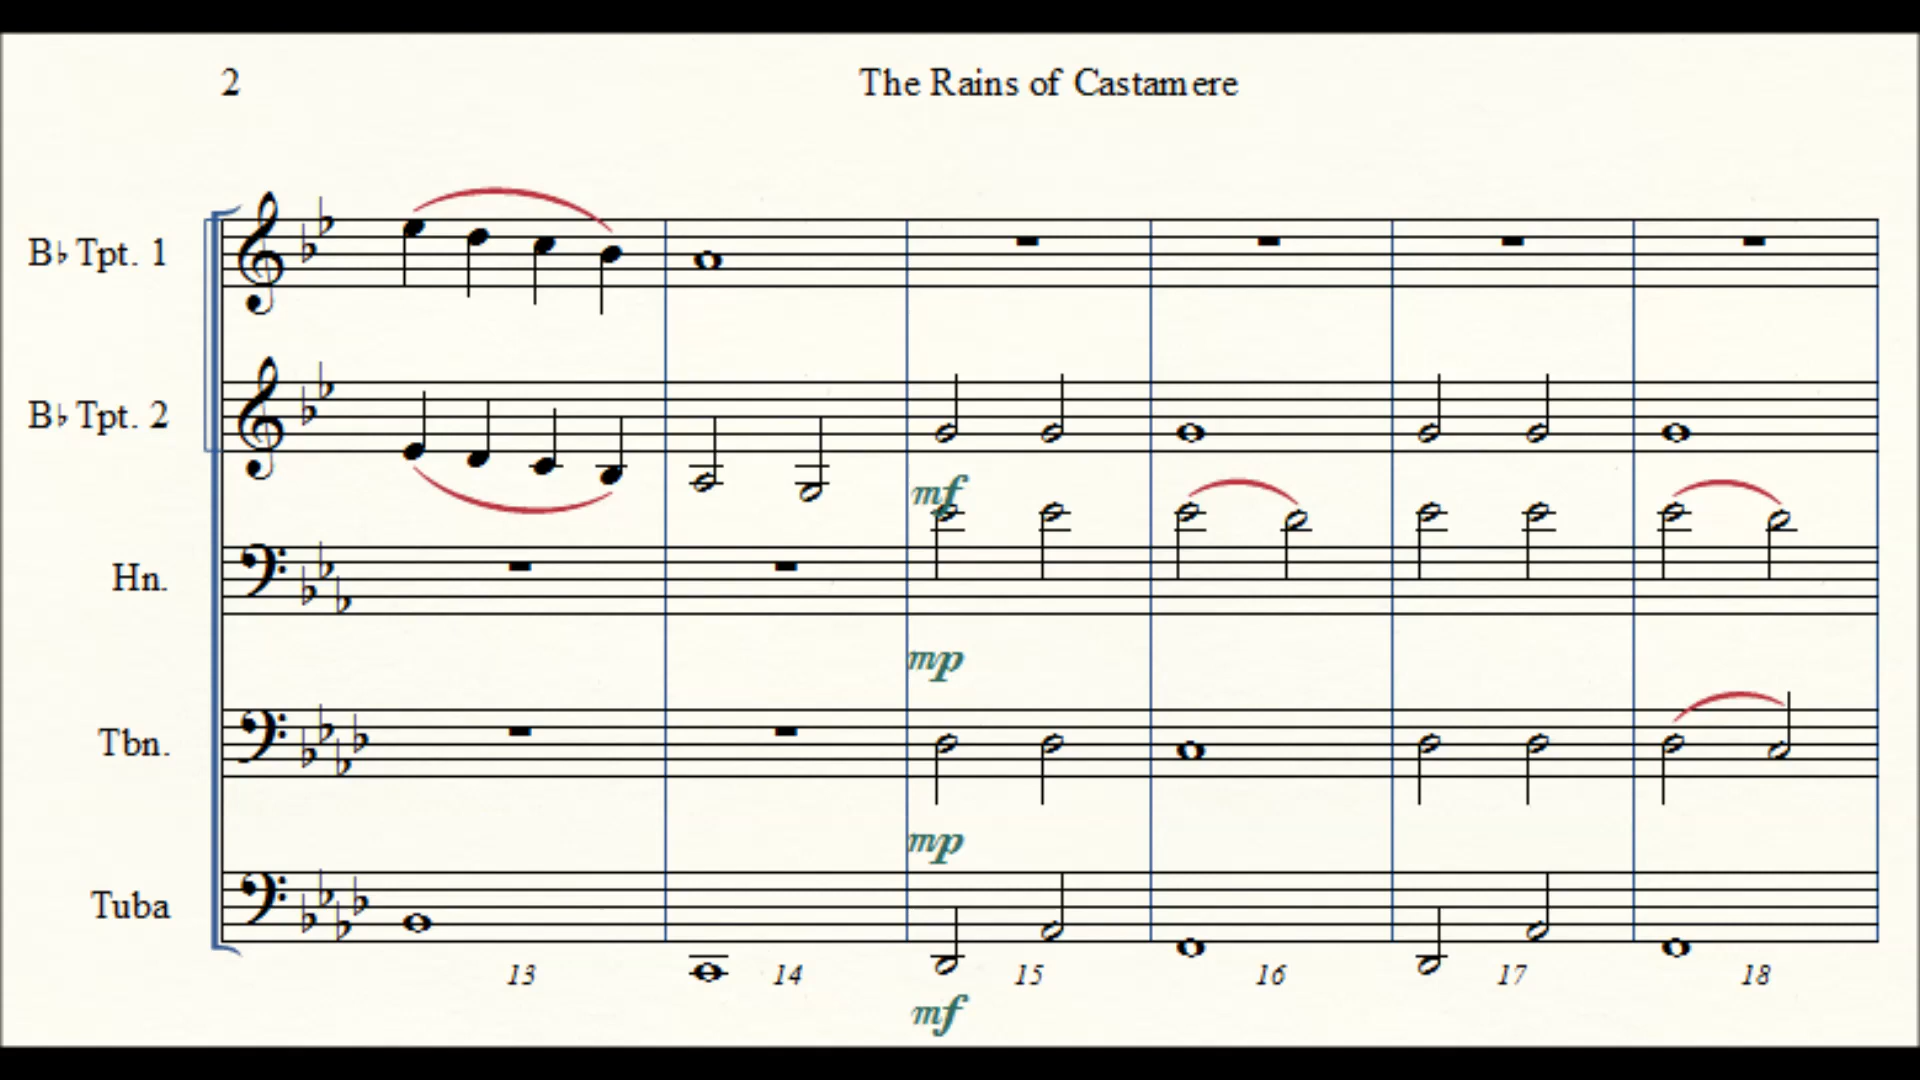 2 The Rains of Castamere
B♭ Tpt. 1
B♭ Tpt. 2
mf
Hn.
mp
Tbn.
mp
Tuba
13 14 15 16 17 18
mf